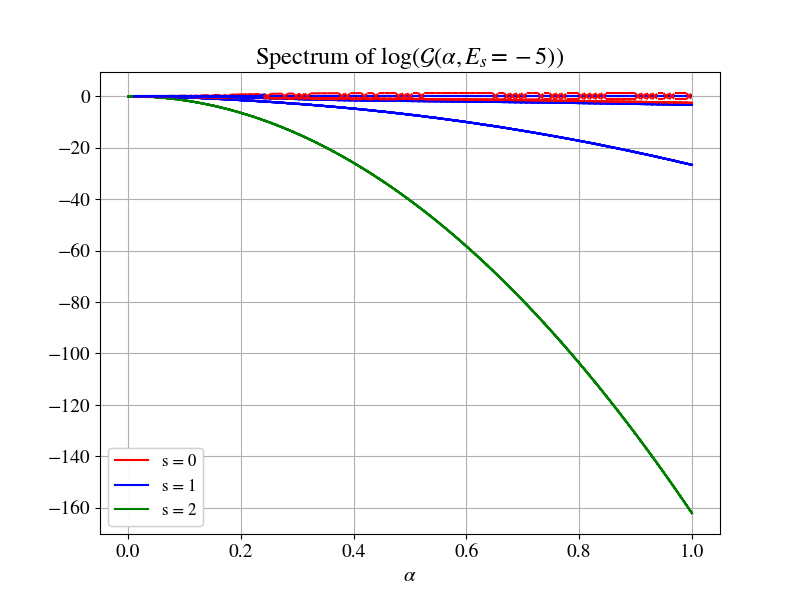 Spectrum of log(𝒢(α, E_s = −5))
0
−20
−40
−60
−80
−100
−120
−140
−160
s = 0
s = 1
s = 2
0.0 0.2 0.4 0.6 0.8 1.0
α